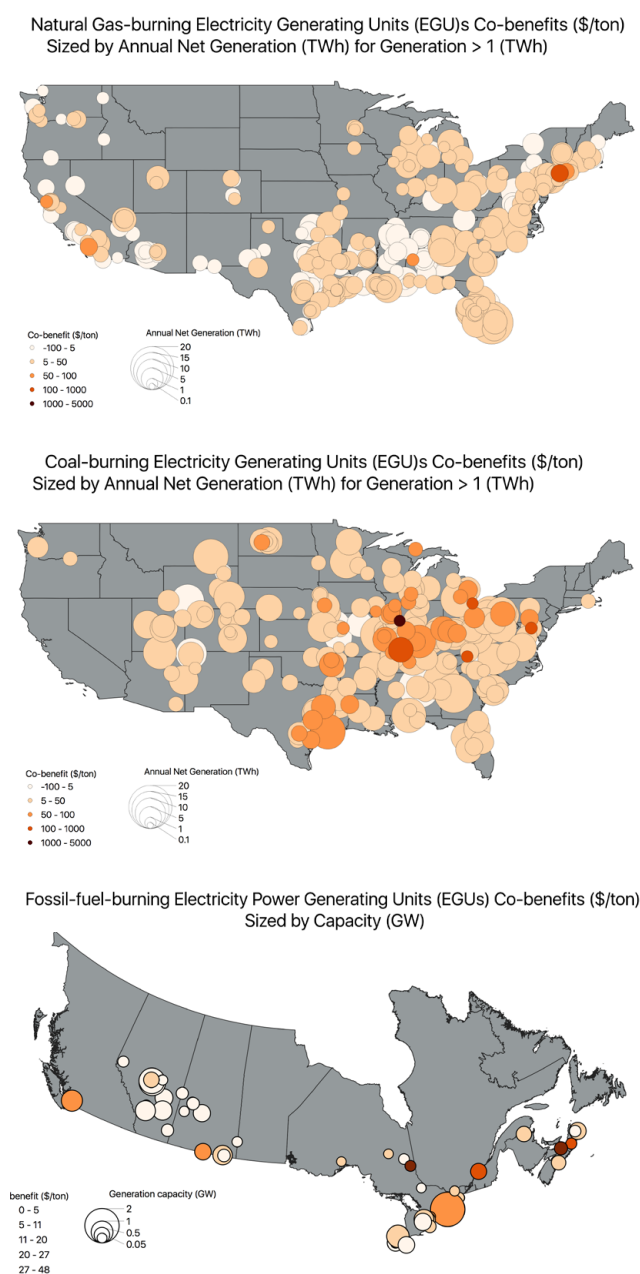 Natural Gas-burning Electricity Generating Units (EGU)s Co-benefits ($/ton)
Sized by Annual Net Generation (TWh) for Generation > 1 (TWh)
Co-benefit ($/ton)
-100 - 5
5 - 50
50 - 100
100 - 1000
1000 - 5000
Annual Net Generation (TWh)
20
15
10
5
1
0.1
Coal-burning Electricity Generating Units (EGU)s Co-benefits ($/ton)
Sized by Annual Net Generation (TWh) for Generation > 1 (TWh)
Co-benefit ($/ton)
-100 - 5
5 - 50
50 - 100
100 - 1000
1000 - 5000
Annual Net Generation (TWh)
20
15
10
5
1
0.1
Fossil-fuel-burning Electricity Power Generating Units (EGUs) Co-benefits ($/ton)
Sized by Capacity (GW)
benefit ($/ton)
0 - 5
5 - 11
11 - 20
20 - 27
27 - 48
Generation capacity (GW)
2
1
0.5
0.05